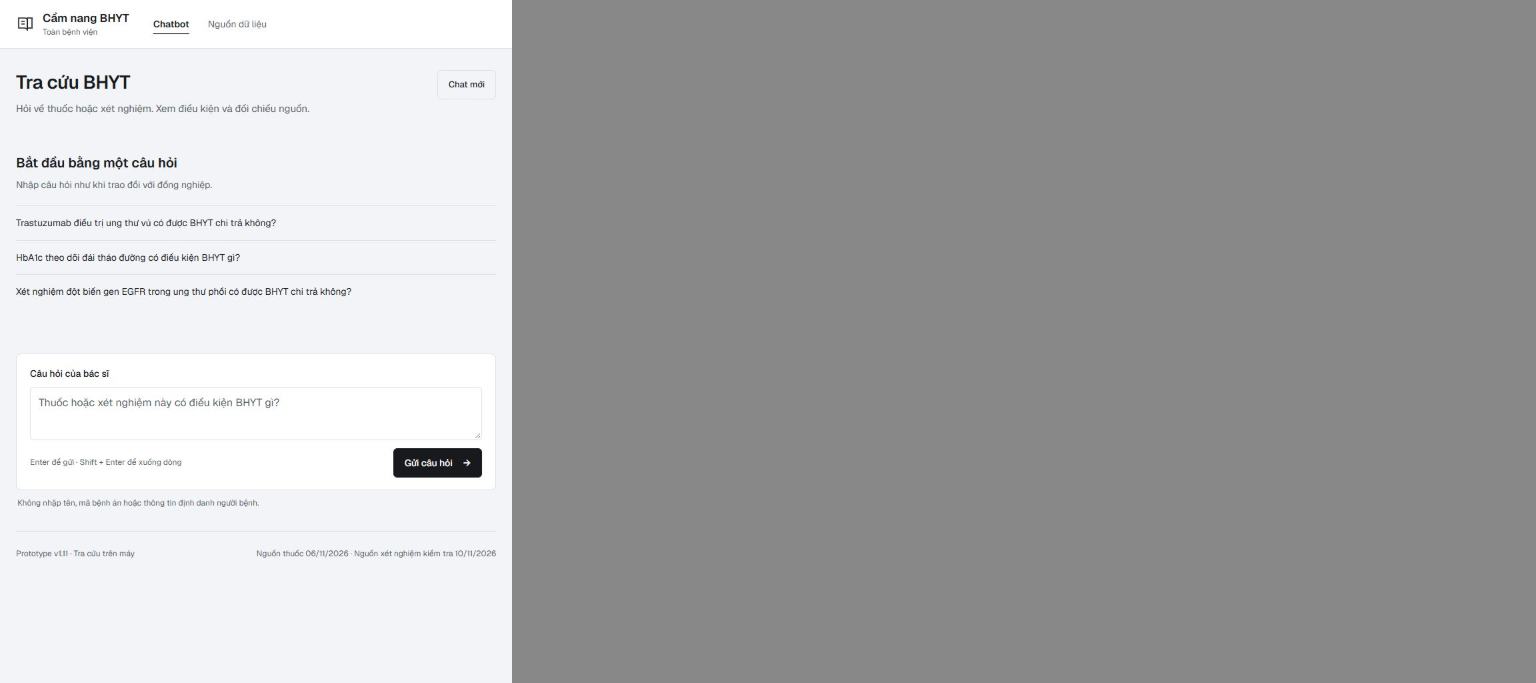 Cẩm nang BHYT
Toàn bệnh viện
Chatbot
Nguồn dữ liệu
Tra cứu BHYT
Chat mới
Hỏi về thuốc hoặc xét nghiệm. Xem điều kiện và đối chiếu nguồn.
Bắt đầu bằng một câu hỏi
Nhập câu hỏi như khi trao đổi với đồng nghiệp.
Trastuzumab điều trị ung thư vú có được BHYT chi trả không?
HbA1c theo dõi đái tháo đường có điều kiện BHYT gì?
Xét nghiệm đột biến gen EGFR trong ung thư phổi có được BHYT chi trả không?
Câu hỏi của bác sĩ
Thuốc hoặc xét nghiệm này có điều kiện BHYT gì?
Enter để gửi · Shift + Enter để xuống dòng
Gửi câu hỏi →
Không nhập tên, mã bệnh án hoặc thông tin định danh người bệnh.
Prototype v1.11 · Tra cứu trên máy
Nguồn thuốc 06/11/2026 · Nguồn xét nghiệm kiểm tra 10/11/2026